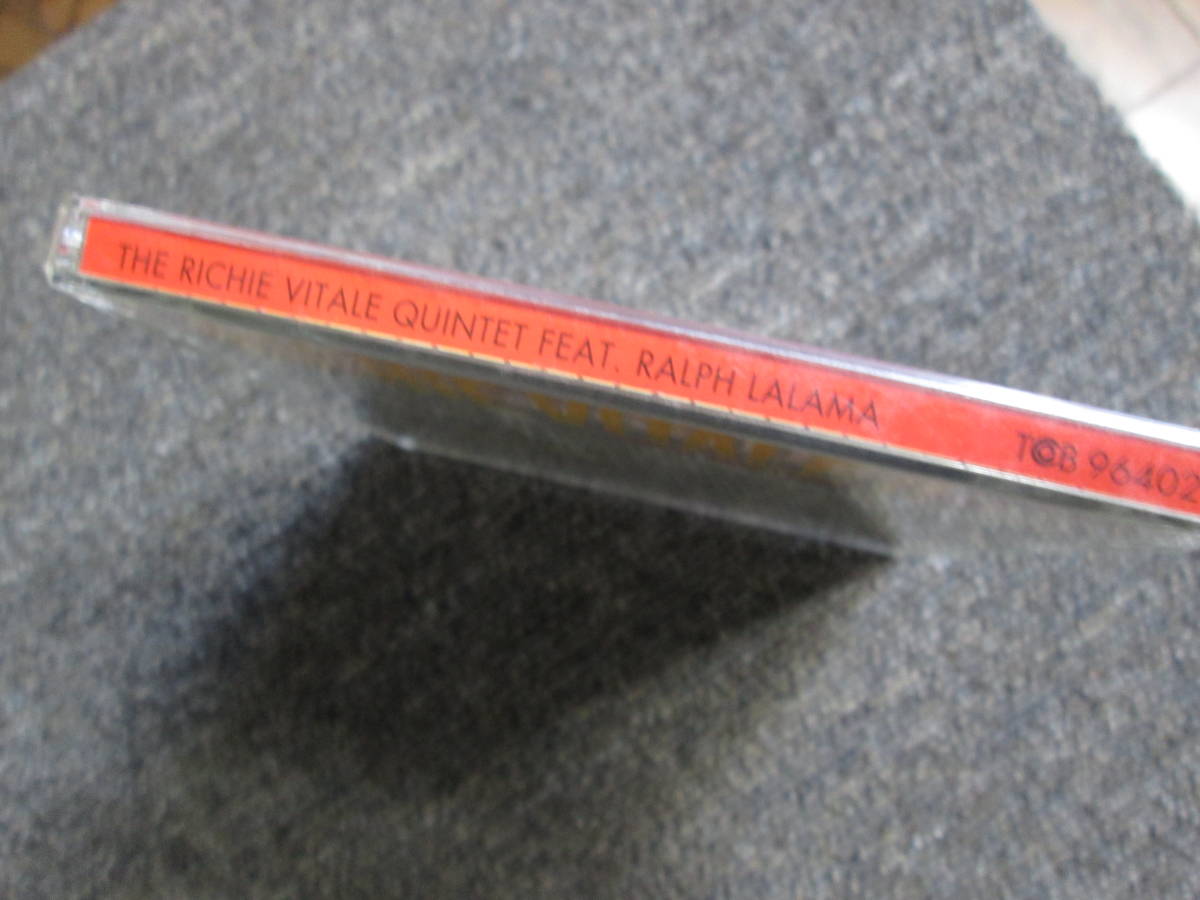 THE RICHIE VITALE QUINTET FEAT. RALPH LALAMA TCB 96402